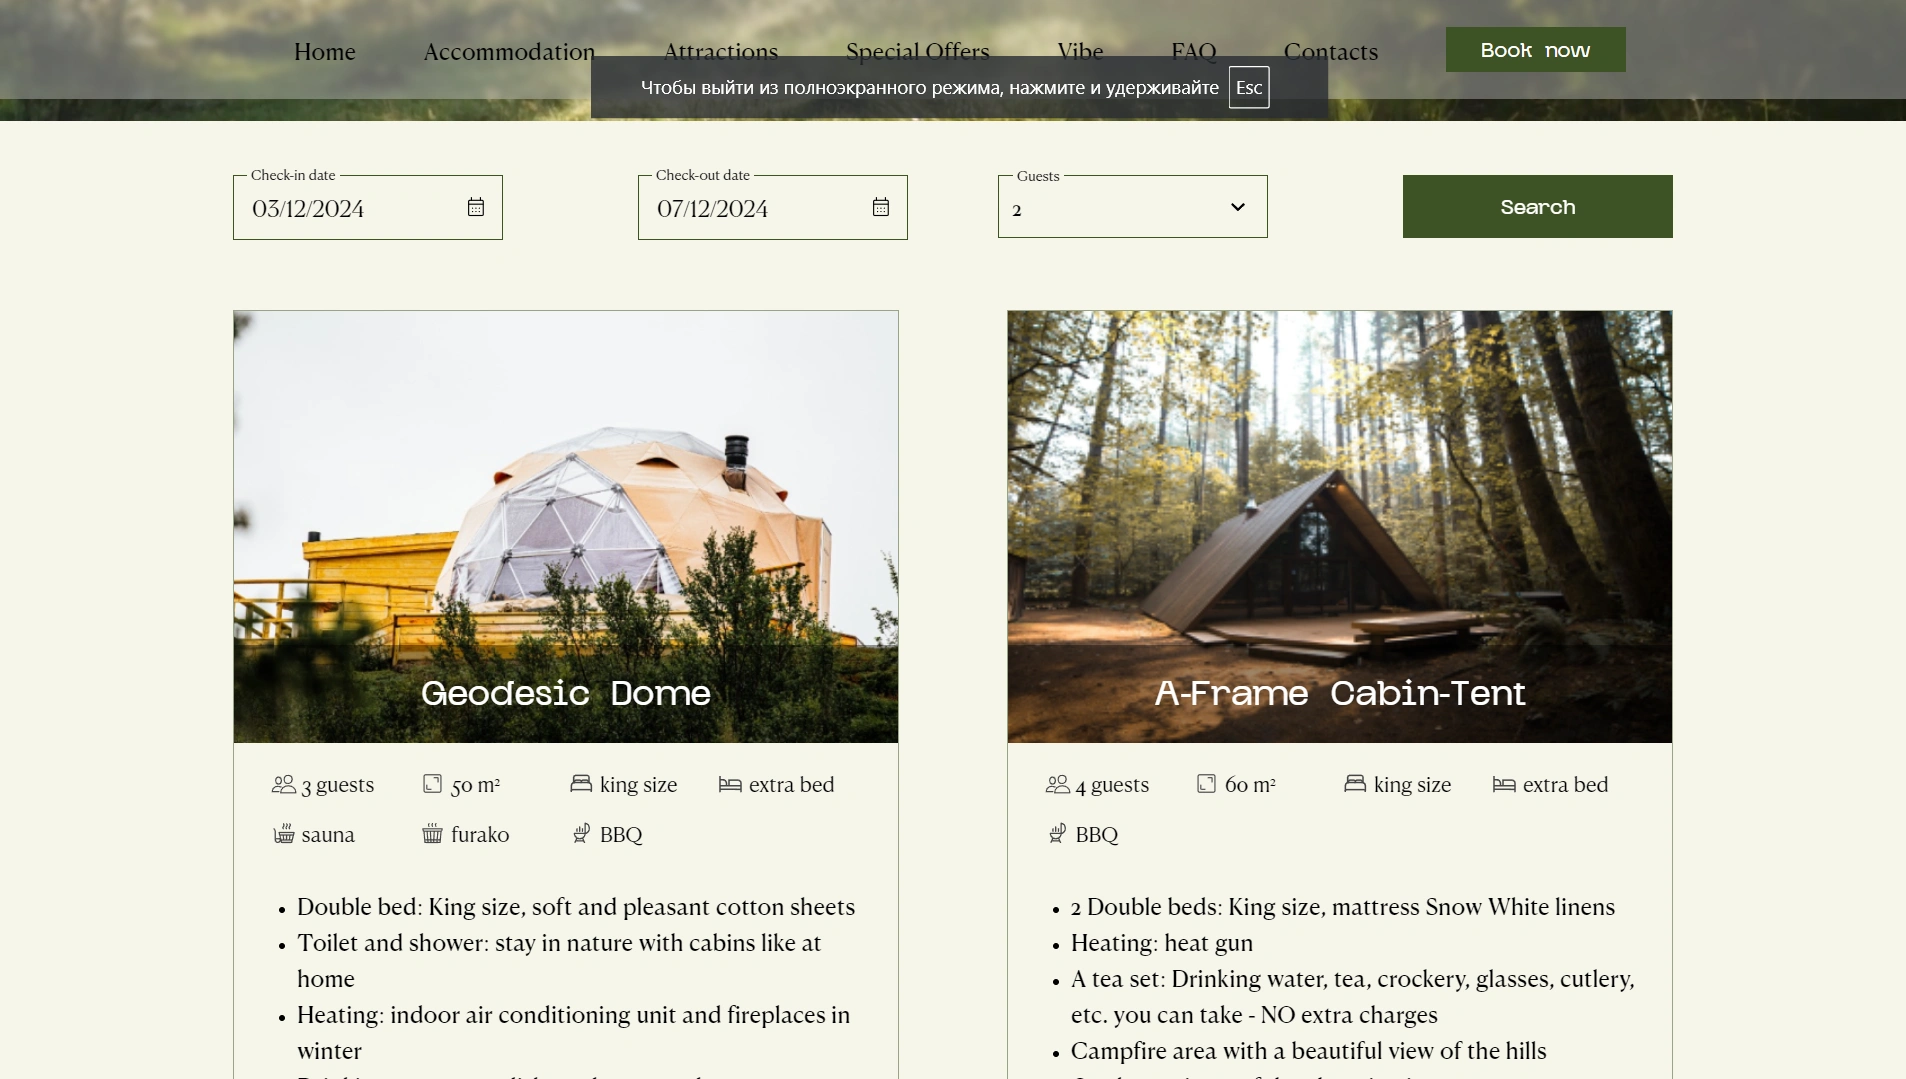 Home Accommodation Attractions Special Offers Vibe FAQ Contacts Book now
Чтобы выйти из полноэкранного режима, нажмите и удерживайте Esc
Check-in date
03/12/2024
Check-out date
07/12/2024
Guests
2
Search
Geodesic Dome
3 guests 50 m² king size extra bed
sauna furako BBQ
• Double bed: King size, soft and pleasant cotton sheets
• Toilet and shower: stay in nature with cabins like at
home
• Heating: indoor air conditioning unit and fireplaces in
winter
A-Frame Cabin-Tent
4 guests 60 m² king size extra bed
BBQ
• 2 Double beds: King size, mattress Snow White linens
• Heating: heat gun
• A tea set: Drinking water, tea, crockery, glasses, cutlery,
etc. you can take - NO extra charges
• Campfire area with a beautiful view of the hills